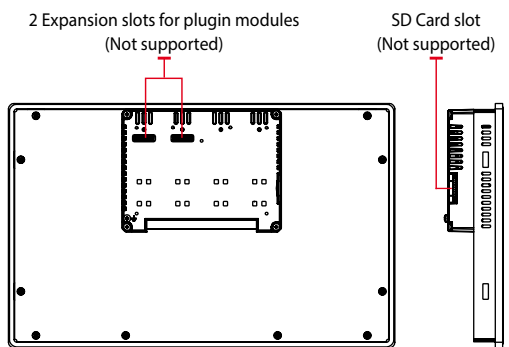 2 Expansion slots for plugin modules
(Not supported)
SD Card slot
(Not supported)